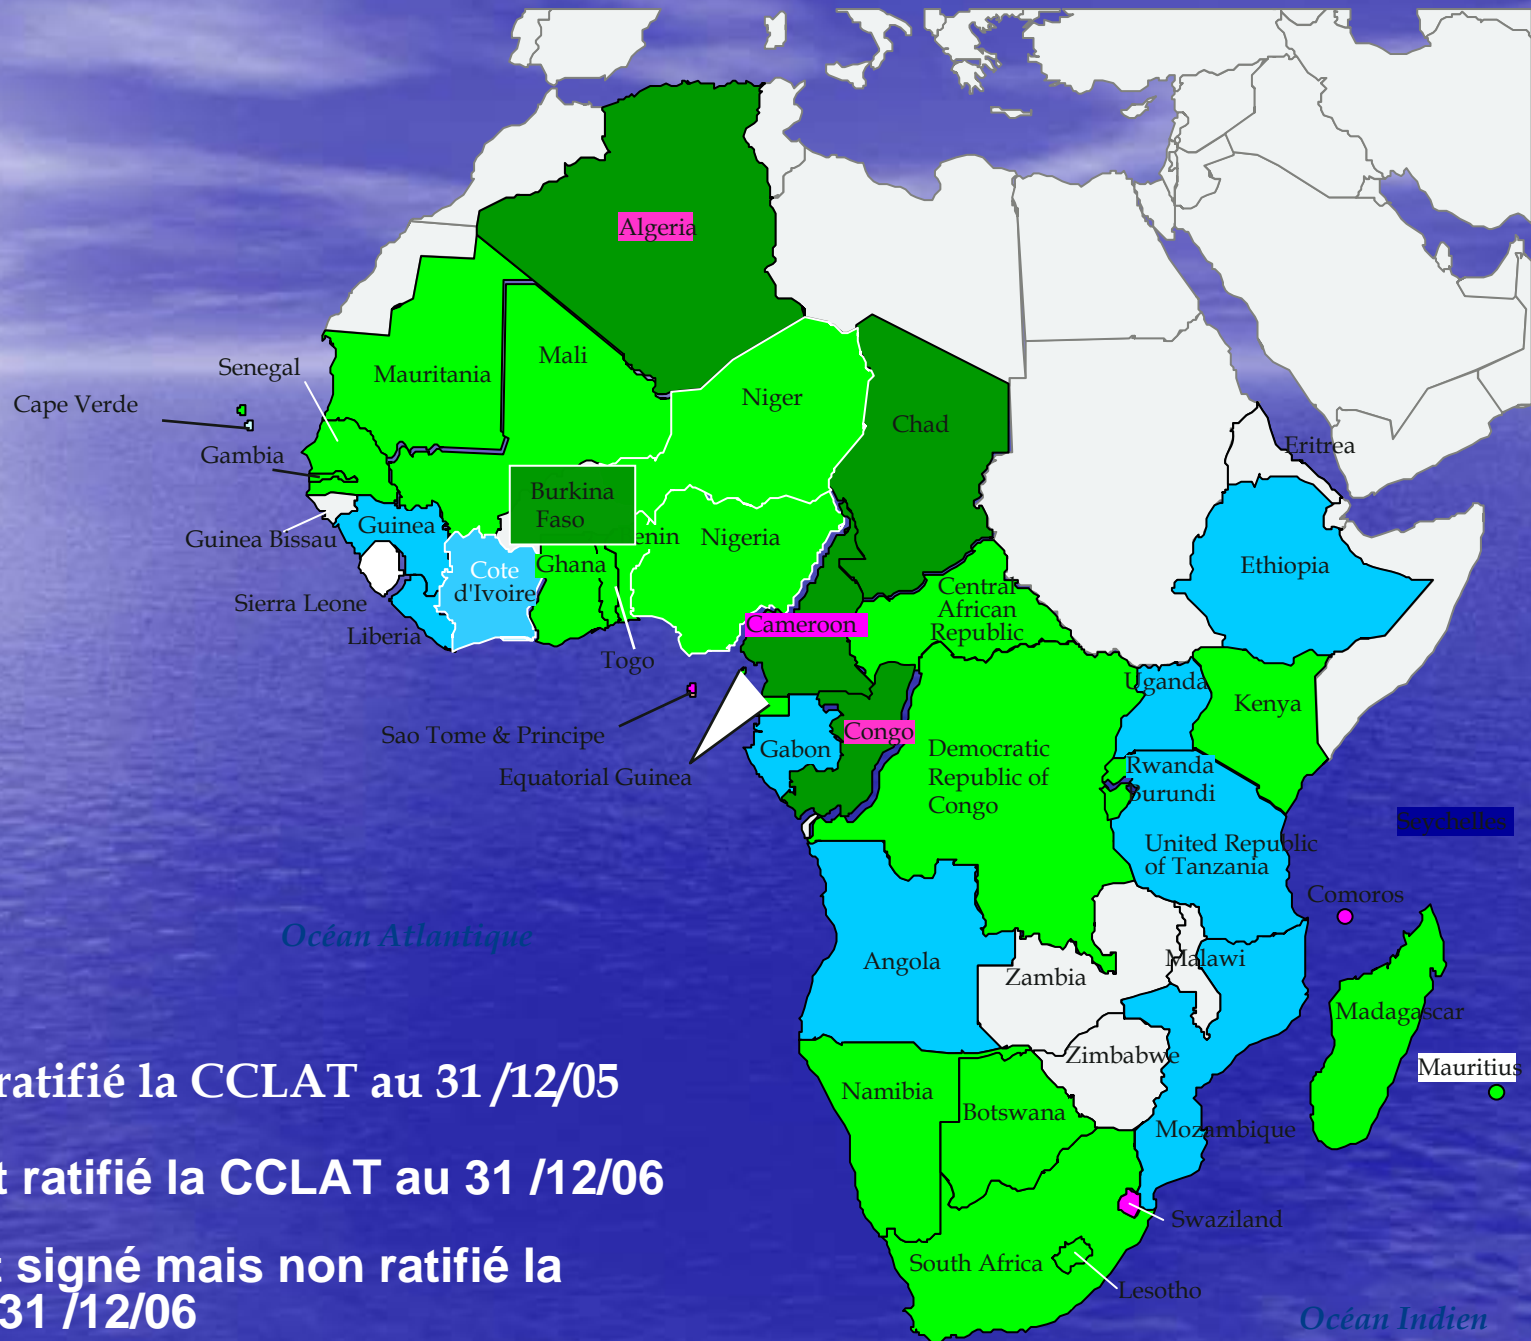 Algeria
Mali
Mauritania
Niger
Senegal
Cape Verde
Chad
Gambia
Eritrea
Burkina
Faso
Guinea
Guinea Bissau
enin
Nigeria
Ghana
Ethiopia
Cote
d'Ivoire
Central
African
Republic
Sierra Leone
Liberia
Cameroon
Togo
Uganda
Kenya
Sao Tome & Principe
Congo
Gabon
Democratic
Republic of
Congo
Equatorial Guinea
Rwanda
Burundi
Seychelles
United Republic
of Tanzania
Comoros
Océan Atlantique
Angola
Malawi
Zambia
Madagascar
Zimbabwe
Mauritius
ratifié la CCLAT au 31 /12/05
Namibia
Botswana
Mozambique
t ratifié la CCLAT au 31 /12/06
Swaziland
t signé mais non ratifié la
31 /12/06
South Africa
Lesotho
Océan Indien